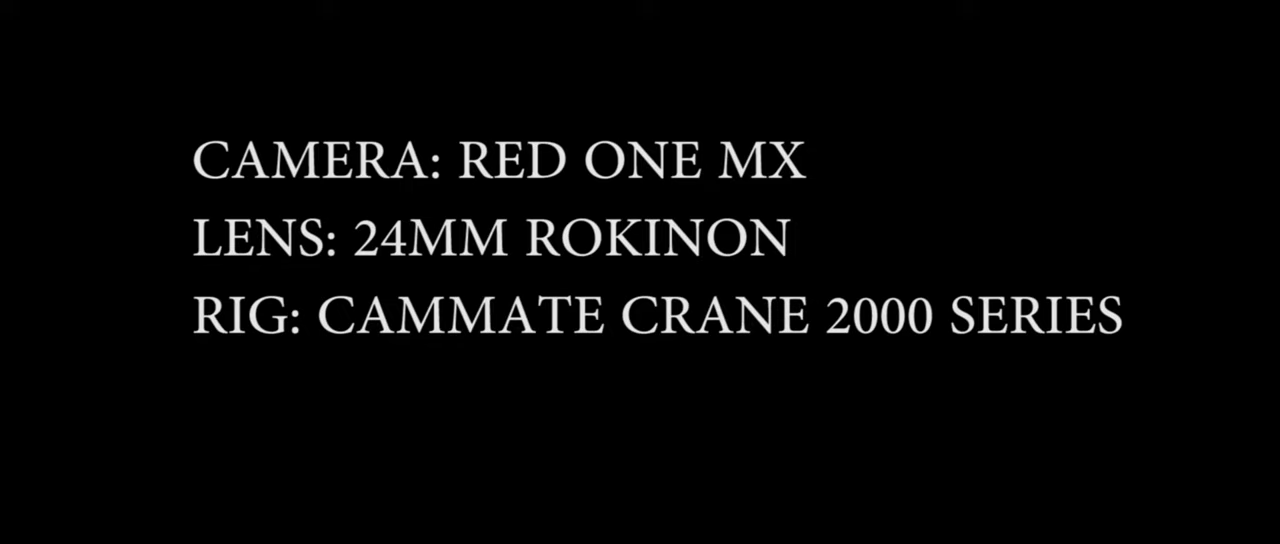 CAMERA: RED ONE MX
LENS: 24MM ROKINON
RIG: CAMMATE CRANE 2000 SERIES